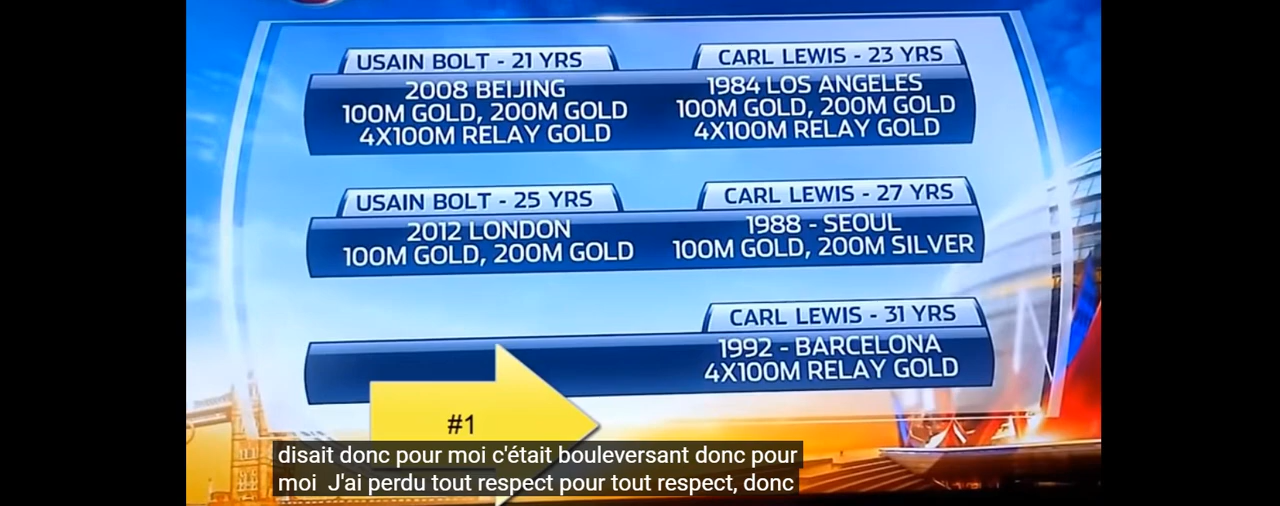 USAIN BOLT - 21 YRS
2008 BEIJING
100M GOLD, 200M GOLD
4X100M RELAY GOLD
CARL LEWIS - 23 YRS
1984 LOS ANGELES
100M GOLD, 200M GOLD
4X100M RELAY GOLD
USAIN BOLT - 25 YRS
2012 LONDON
100M GOLD, 200M GOLD
CARL LEWIS - 27 YRS
1988 - SEOUL
100M GOLD, 200M SILVER
CARL LEWIS - 31 YRS
1992 - BARCELONA
4X100M RELAY GOLD
#1
disait donc pour moi c'était bouleversant donc pour
moi J'ai perdu tout respect pour tout respect, donc